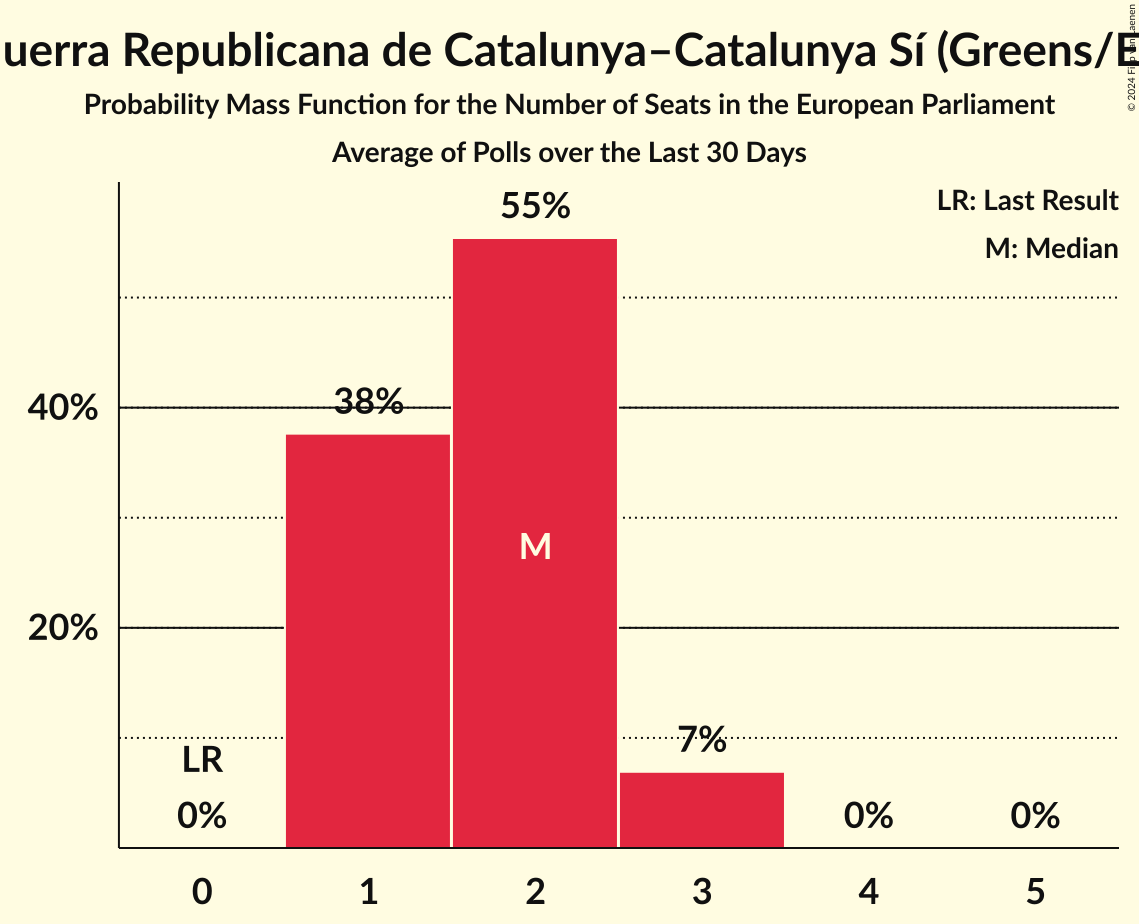 uerra Republicana de Catalunya–Catalunya Sí (Greens/E
Probability Mass Function for the Number of Seats in the European Parliament
Average of Polls over the Last 30 Days
LR: Last Result
M: Median
55%
38%
40%
M
20%
7%
LR
0%
0%
0%
0 1 2 3 4 5
© 2024